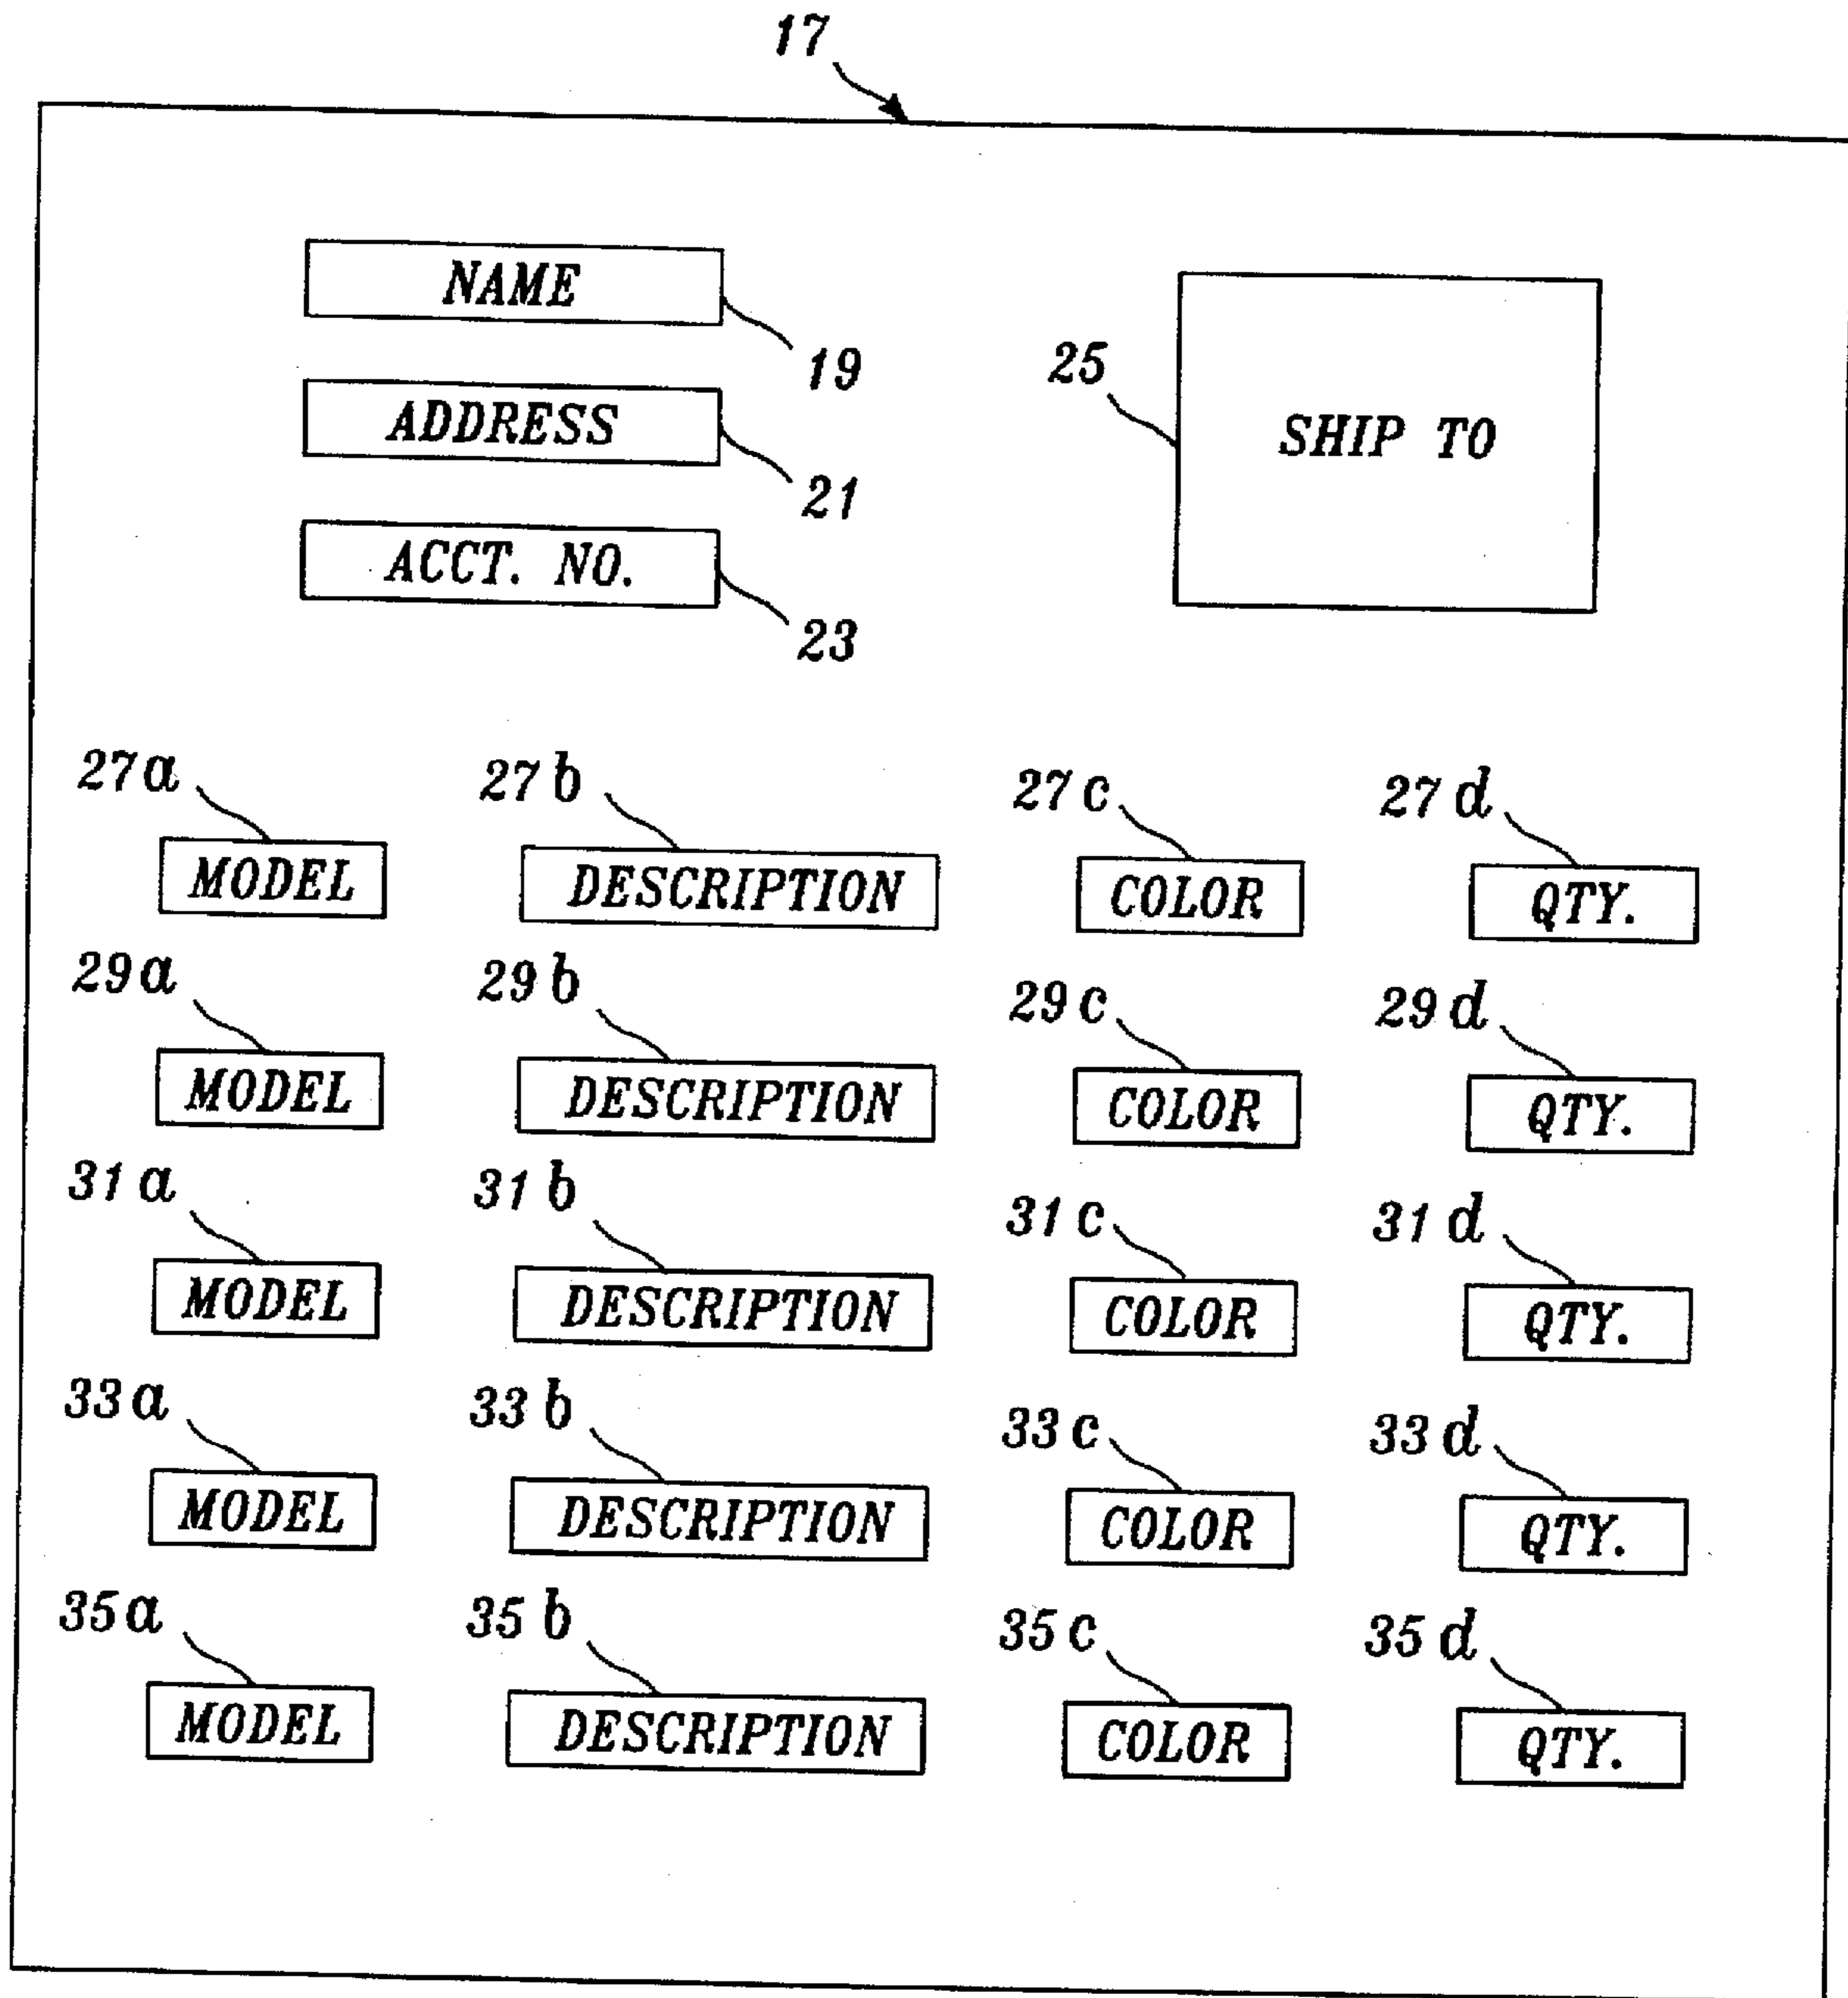 17
NAME
19
ADDRESS
21
ACCT. NO.
23
25
SHIP TO
27a 27b 27c 27d
MODEL DESCRIPTION COLOR QTY.
29a 29b 29c 29d
MODEL DESCRIPTION COLOR QTY.
31a 31b 31c 31d
MODEL DESCRIPTION COLOR QTY.
33a 33b 33c 33d
MODEL DESCRIPTION COLOR QTY.
35a 35b 35c 35d
MODEL DESCRIPTION COLOR QTY.